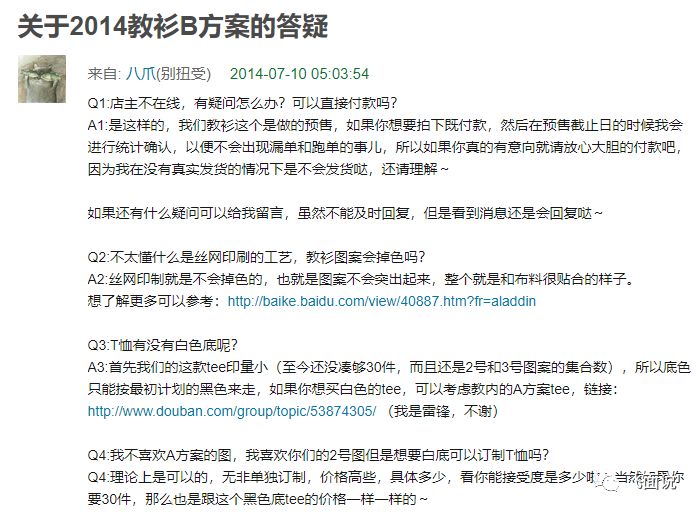 关于2014教衫B方案的答疑
来自: 八爪(别扭受) 2014-07-10 05:03:54
Q1:店主不在线，有疑问怎么办？可以直接付款吗？
A1:是这样的，我们教衫这个是做的预售，如果你想要拍下既付款，然后在预售截止日的时候我会
进行统计确认，以便不会出现漏单和跑单的事儿，所以如果你真的有意向就请放心大胆的付款吧，
因为我在没有真实发货的情况下是不会发货哒，还请理解～
如果还有什么疑问可以给我留言，虽然不能及时回复，但是看到消息还是会回复哒～
Q2:不太懂什么是丝网印刷的工艺，教衫图案会掉色吗？
A2:丝网印制就是不会掉色的，也就是图案不会突出起来，整个就是和布料很贴合的样子。
想了解更多可以参考：http://baike.baidu.com/view/40887.htm?fr=aladdin
Q3:T恤有没有白色底呢？
A3:首先我们的这款tee印量小（至今还没凑够30件，而且还是2号和3号图案的集合数），所以底色
只能按最初计划的黑色来走，如果你想买白色的tee，可以考虑教内的A方案tee，链接：
http://www.douban.com/group/topic/53874305/ （我是雷锋，不谢）
Q4:我不喜欢A方案的图，我喜欢你们的2号图但是想要白底可以订制T恤吗？
Q4:理论上是可以的，无非单独订制，价格高些，具体多少，看你能接受度是多少啦，当然你
要30件，那么也是跟这个黑色底tee的价格一样一样的～